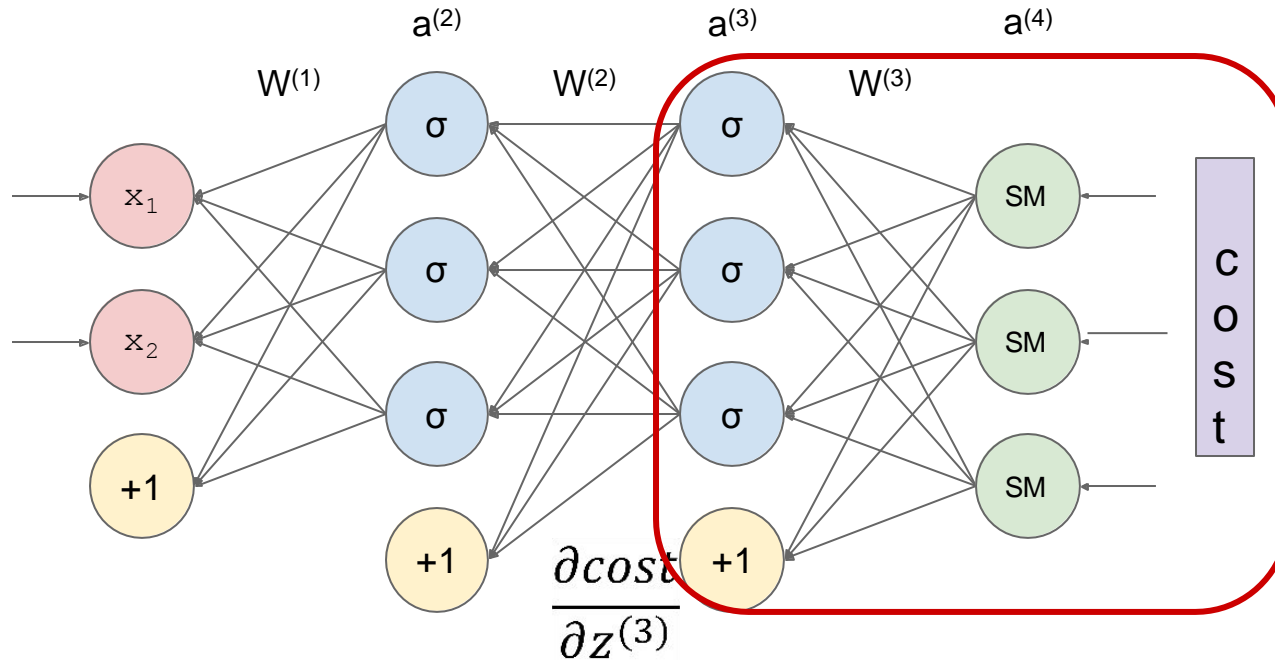 a⁽²⁾ a⁽³⁾ a⁽⁴⁾
W⁽¹⁾ W⁽²⁾ W⁽³⁾
σ σ
x₁ SM
σ σ
x₂ SM
σ σ
+1 SM
+1 +1
c
o
s
t
∂cost
∂z⁽³⁾